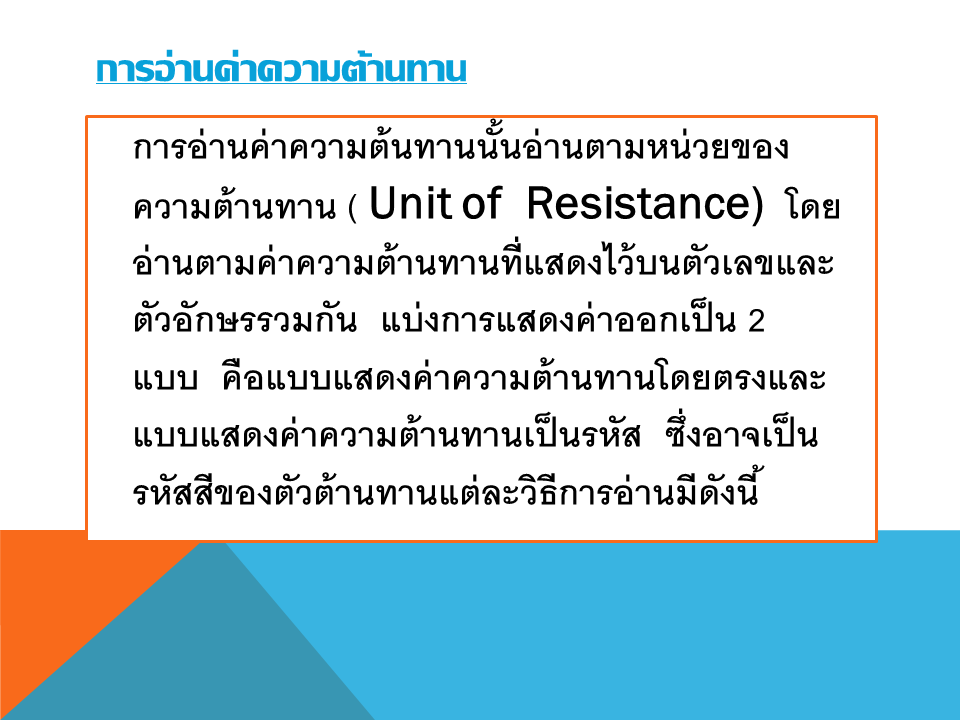 การอ่านค่าความต้านทาน
การอ่านค่าความต้นทานนั้นอ่านตามหน่วยของ
ความต้านทาน ( Unit of Resistance) โดย
อ่านตามค่าความต้านทานที่แสดงไว้บนตัวเลขและ
ตัวอักษรรวมกัน แบ่งการแสดงค่าออกเป็น 2
แบบ คือแบบแสดงค่าความต้านทานโดยตรงและ
แบบแสดงค่าความต้านทานเป็นรหัส ซึ่งอาจเป็น
รหัสสีของตัวต้านทานแต่ละวิธีการอ่านมีดังนี้